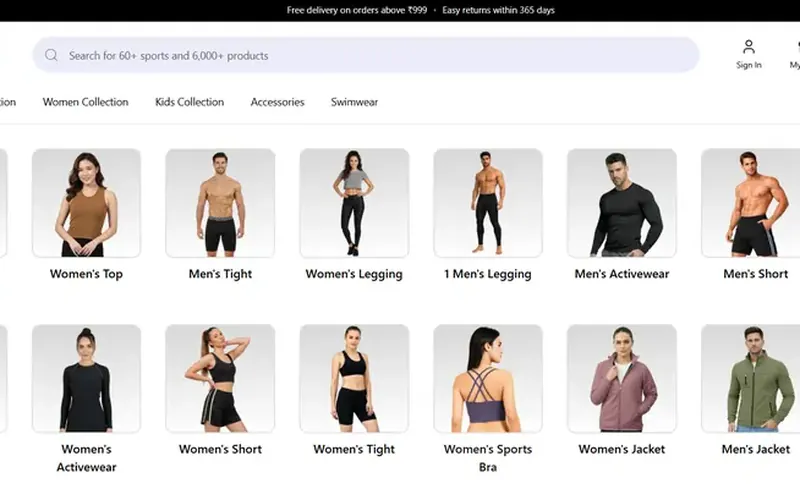 Free delivery on orders above ₹999 • Easy returns within 365 days
Search for 60+ sports and 6,000+ products
Sign In
Women Collection Kids Collection Accessories Swimwear
Women's Top Men's Tight Women's Legging 1 Men's Legging Men's Activewear Men's Short
Women's Activewear Women's Short Women's Tight Women's Sports Bra Women's Jacket Men's Jacket